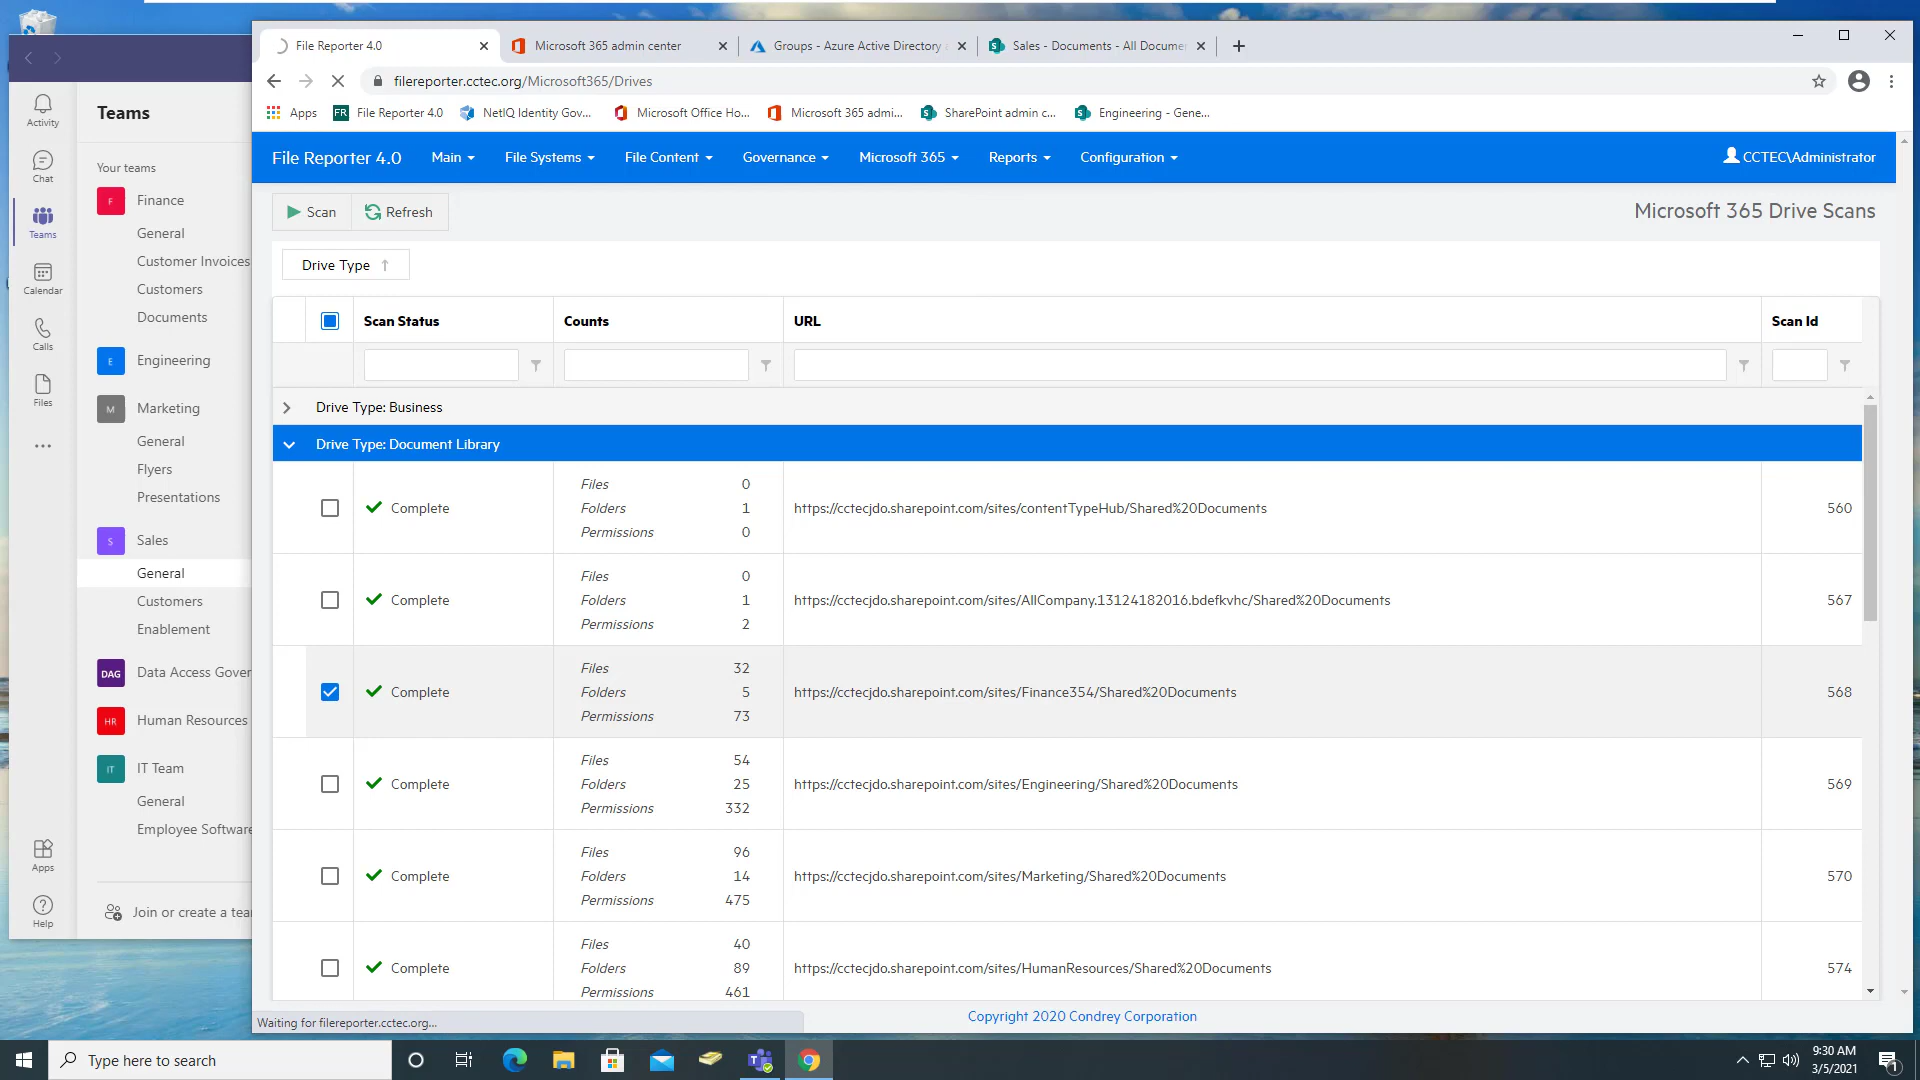 File Reporter 4.0
Microsoft 365 admin center
Groups - Azure Active Directory
Sales - Documents - All Docume
filereporter.cctec.org/Microsoft365/Drives
Apps
File Reporter 4.0
NetIQ Identity Gov...
Microsoft Office Ho...
Microsoft 365 admi...
SharePoint admin c...
Engineering - Gene...
Activity
Chat
Teams
Calendar
Calls
Files
Apps
Help
Teams
Your teams
F Finance
General
Customer Invoices
Customers
Documents
E Engineering
M Marketing
General
Flyers
Presentations
S Sales
General
Customers
Enablement
DAG Data Access Gover
HR Human Resources
IT IT Team
General
Employee Software
Join or create a tea
File Reporter 4.0 Main File Systems File Content Governance Microsoft 365 Reports Configuration CCTEC\Administrator
Scan Refresh Microsoft 365 Drive Scans
Drive Type
Scan Status Counts URL Scan Id
Drive Type: Business
Drive Type: Document Library
Files 0
Complete Folders 1 https://cctecjdo.sharepoint.com/sites/contentTypeHub/Shared%20Documents 560
Permissions 0
Files 0
Complete Folders 1 https://cctecjdo.sharepoint.com/sites/AllCompany.13124182016.bdefkvhc/Shared%20Documents 567
Permissions 2
Files 32
Complete Folders 5 https://cctecjdo.sharepoint.com/sites/Finance354/Shared%20Documents 568
Permissions 73
Files 54
Complete Folders 25 https://cctecjdo.sharepoint.com/sites/Engineering/Shared%20Documents 569
Permissions 332
Files 96
Complete Folders 14 https://cctecjdo.sharepoint.com/sites/Marketing/Shared%20Documents 570
Permissions 475
Files 40
Complete Folders 89 https://cctecjdo.sharepoint.com/sites/HumanResources/Shared%20Documents 574
Permissions 461
Copyright 2020 Condrey Corporation
Waiting for filereporter.cctec.org...
Type here to search
9:30 AM
3/5/2021
1